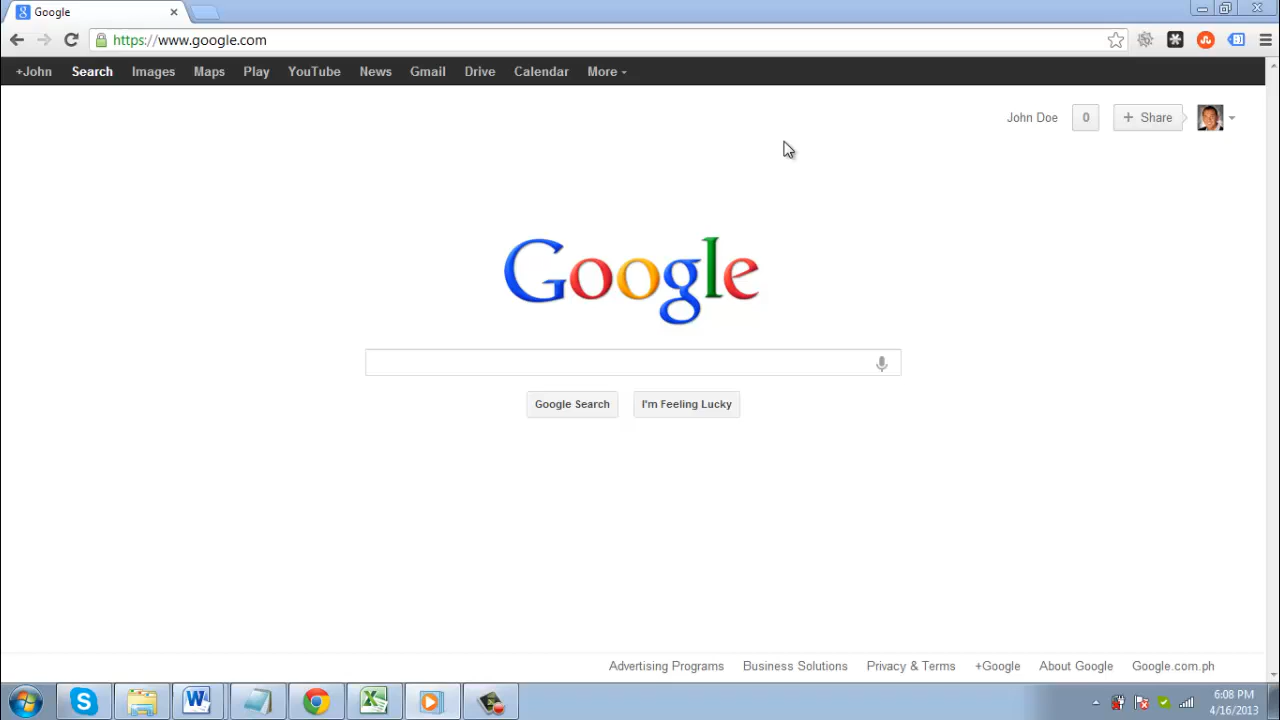 Google
https://www.google.com
+John Search Images Maps Play YouTube News Gmail Drive Calendar More
John Doe 0 + Share
Google
Google Search I'm Feeling Lucky
Advertising Programs Business Solutions Privacy & Terms +Google About Google Google.com.ph
6:08 PM
4/16/2013